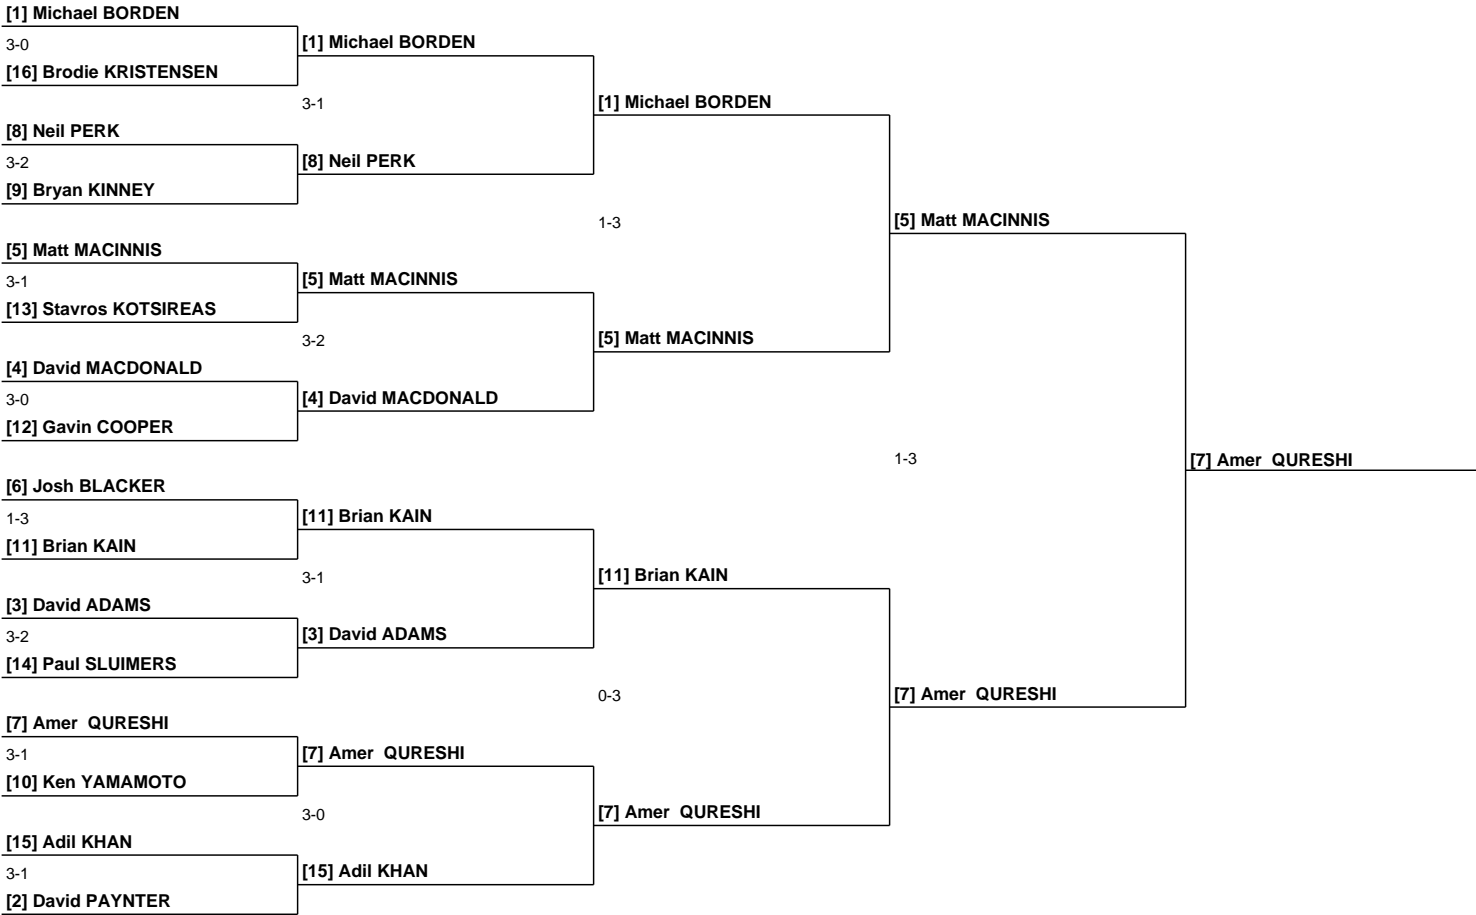 [1] Michael BORDEN
3-0
[16] Brodie KRISTENSEN
[8] Neil PERK
3-2
[9] Bryan KINNEY
[5] Matt MACINNIS
3-1
[13] Stavros KOTSIREAS
[4] David MACDONALD
3-0
[12] Gavin COOPER
[6] Josh BLACKER
1-3
[11] Brian KAIN
[3] David ADAMS
3-2
[14] Paul SLUIMERS
[7] Amer  QURESHI
3-1
[10] Ken YAMAMOTO
[15] Adil KHAN
3-1
[2] David PAYNTER
[1] Michael BORDEN
3-1
[8] Neil PERK
[5] Matt MACINNIS
3-2
[4] David MACDONALD
[11] Brian KAIN
3-1
[3] David ADAMS
[7] Amer  QURESHI
3-0
[15] Adil KHAN
[1] Michael BORDEN
1-3
[5] Matt MACINNIS
[11] Brian KAIN
0-3
[7] Amer  QURESHI
[5] Matt MACINNIS
1-3
[7] Amer  QURESHI
[7] Amer  QURESHI